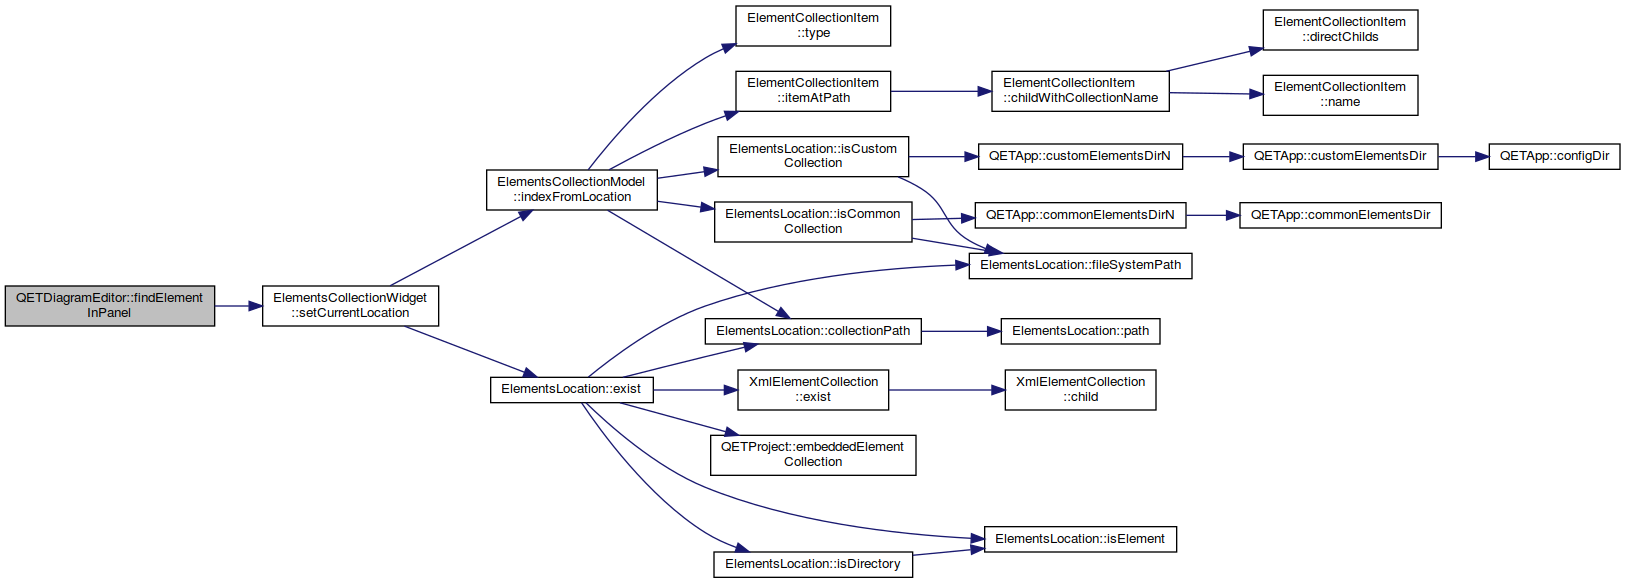 QETDiagramEditor::findElement
InPanel
ElementsCollectionWidget
::setCurrentLocation
ElementsCollectionModel
::indexFromLocation
ElementsLocation::exist
ElementCollectionItem
::type
ElementCollectionItem
::itemAtPath
ElementsLocation::isCustom
Collection
ElementsLocation::isCommon
Collection
ElementsLocation::collectionPath
XmlElementCollection
::exist
QETProject::embeddedElement
Collection
ElementsLocation::isDirectory
ElementCollectionItem
::childWithCollectionName
QETApp::customElementsDirN
QETApp::commonElementsDirN
ElementsLocation::fileSystemPath
ElementsLocation::path
XmlElementCollection
::child
ElementsLocation::isElement
ElementCollectionItem
::directChilds
ElementCollectionItem
::name
QETApp::customElementsDir
QETApp::commonElementsDir
QETApp::configDir